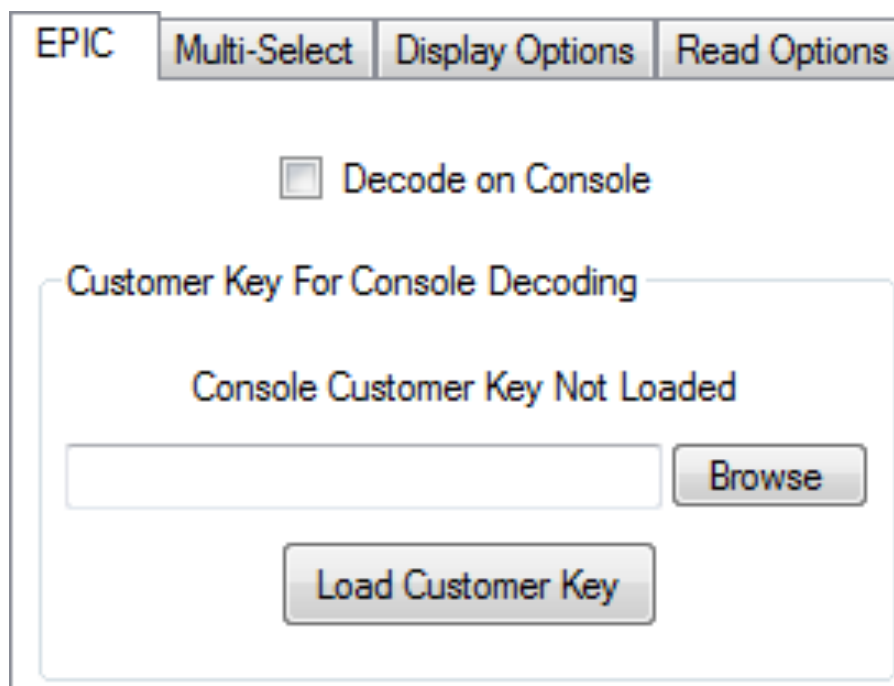 EPIC Multi-Select Display Options Read Options
Decode on Console
Customer Key For Console Decoding
Console Customer Key Not Loaded
Browse
Load Customer Key